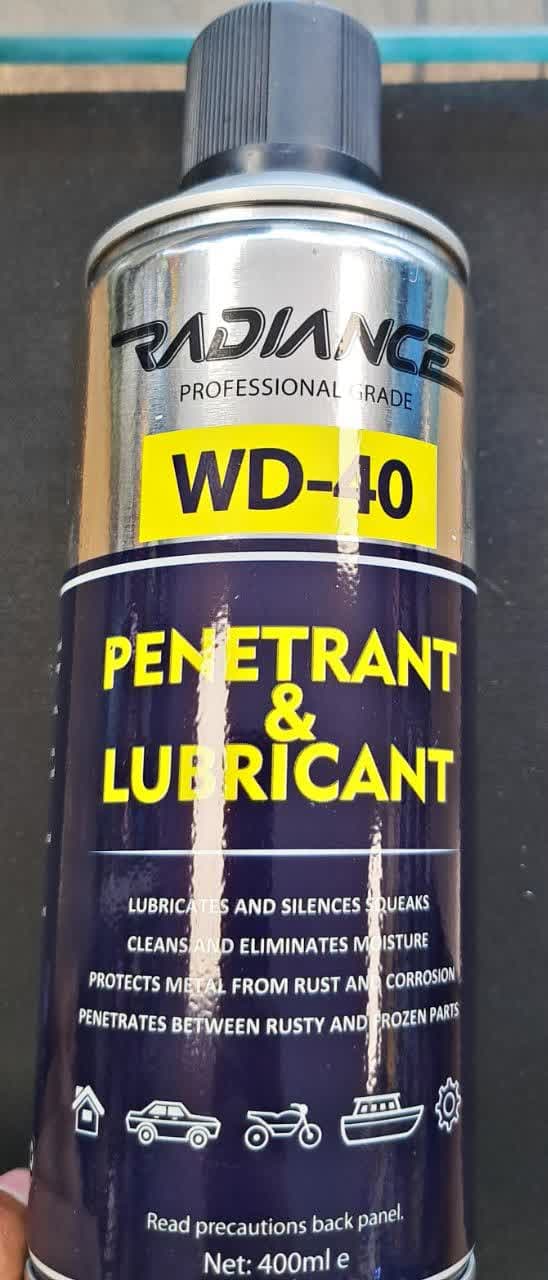 RADIANCE
PROFESSIONAL GRADE
WD-40
PENETRANT
&
LUBRICANT
LUBRICATES AND SILENCES SQUEAKS
CLEANS AND ELIMINATES MOISTURE
PROTECTS METAL FROM RUST AND CORROSION
PENETRATES BETWEEN RUSTY AND FROZEN PARTS
Read precautions back panel.
Net: 400ml e